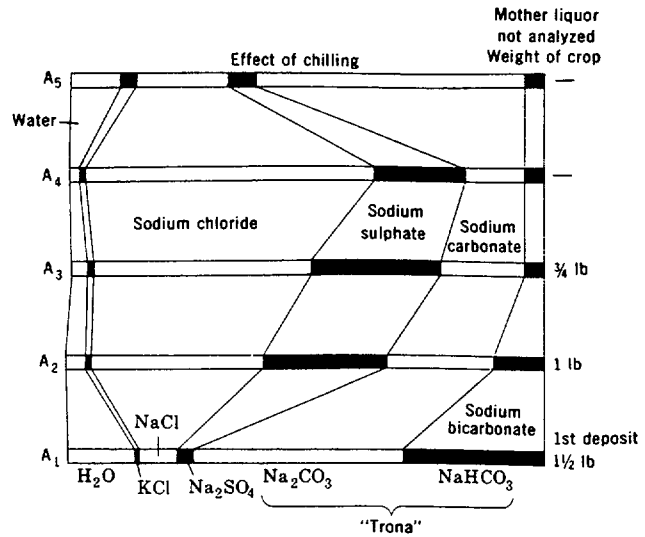 Mother liquor
not analyzed
Weight of crop
Effect of chilling
A5
—
Water
A4
—
Sodium chloride
Sodium
sulphate
Sodium
carbonate
A3
¾ lb
A2
1 lb
NaCl
Sodium
bicarbonate
1st deposit
A1
1½ lb
H₂O
KCl
Na₂SO₄
Na₂CO₃
NaHCO₃
"Trona"